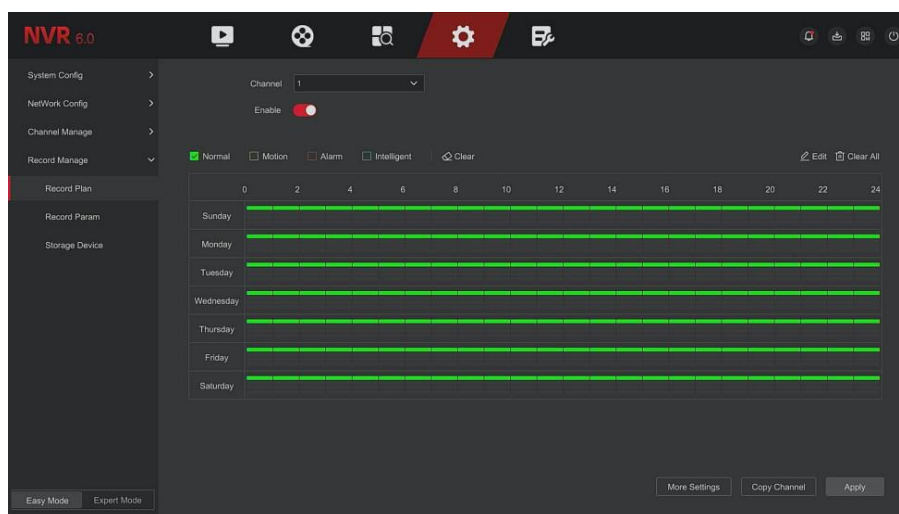 NVR 6.0
System Config
NetWork Config
Channel Manage
Record Manage
Record Plan
Record Param
Storage Device
Easy Mode Expert Mode
Channel 1
Enable
Normal Motion Alarm Intelligent Clear Edit Clear All
0 2 4 6 8 10 12 14 16 18 20 22 24
Sunday
Monday
Tuesday
Wednesday
Thursday
Friday
Saturday
More Settings Copy Channel Apply